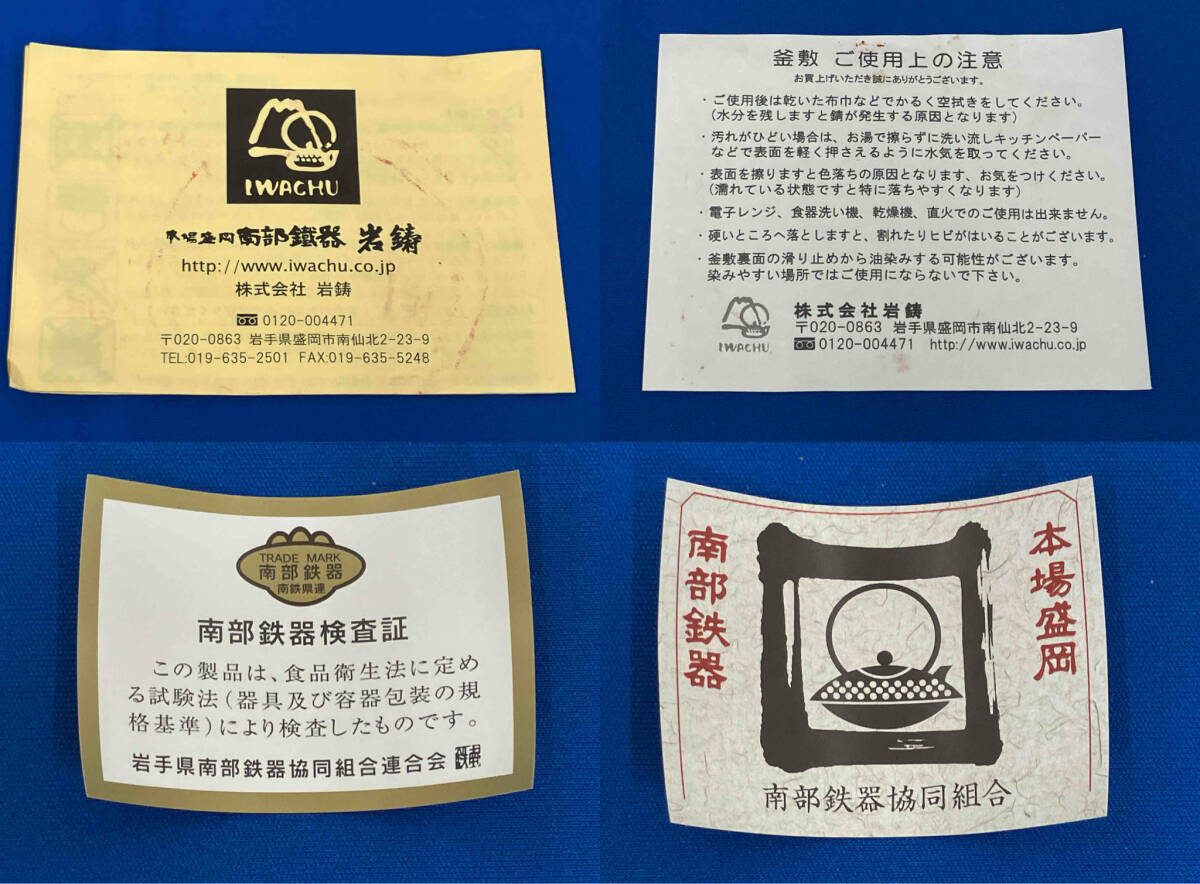 IWACHU
本場盛岡 南部鐵器 岩鋳
http://www.iwachu.co.jp
株式会社 岩鋳
0120-004471
〒020-0863 岩手県盛岡市南仙北2-23-9
TEL:019-635-2501 FAX:019-635-5248
釜敷 ご使用上の注意
お買上げいただき誠にありがとうございます。
・ご使用後は乾いた布巾などでかるく空拭きをしてください。
(水分を残しますと錆が発生する原因となります)
・汚れがひどい場合は、お湯で擦らずに洗い流しキッチンペーパー
などで表面を軽く押さえるように水気を取ってください。
・表面を擦りますと色落ちの原因となります、お気をつけください。
(濡れている状態ですと特に落ちやすくなります)
・電子レンジ、食器洗い機、乾燥機、直火でのご使用は出来ません。
・硬いところへ落としますと、割れたりヒビがはいることがございます。
・釜敷裏面の滑り止めから油染みする可能性がございます。
染みやすい場所ではご使用にならないで下さい。
IWACHU
株式会社岩鋳
〒020-0863 岩手県盛岡市南仙北2-23-9
0120-004471 http://www.iwachu.co.jp
TRADE MARK
南部鉄器
南鉄県連
南部鉄器検査証
この製品は、食品衛生法に定め
る試験法(器具及び容器包装の規
格基準)により検査したものです。
岩手県南部鉄器協同組合連合会
本場盛岡
南部鉄器
南部鉄器協同組合